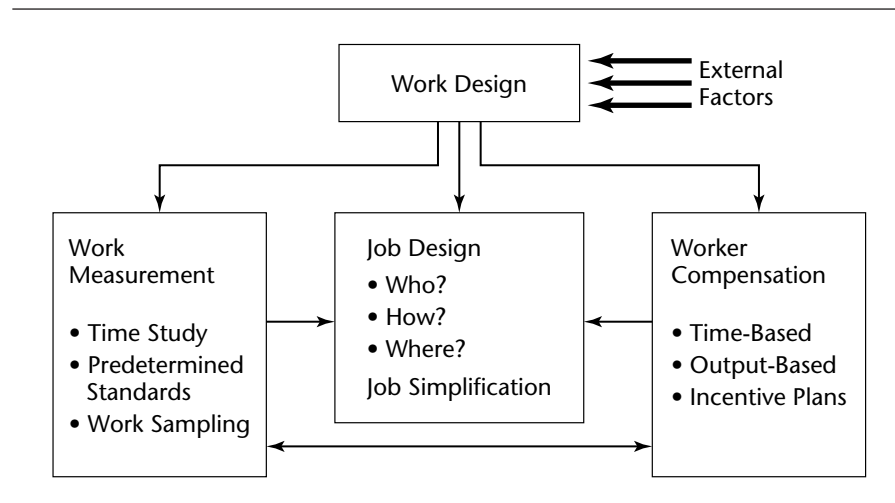 Work Design
External
Factors
Work
Measurement
• Time Study
• Predetermined
Standards
• Work Sampling
Job Design
• Who?
• How?
• Where?
Job Simplification
Worker
Compensation
• Time-Based
• Output-Based
• Incentive Plans